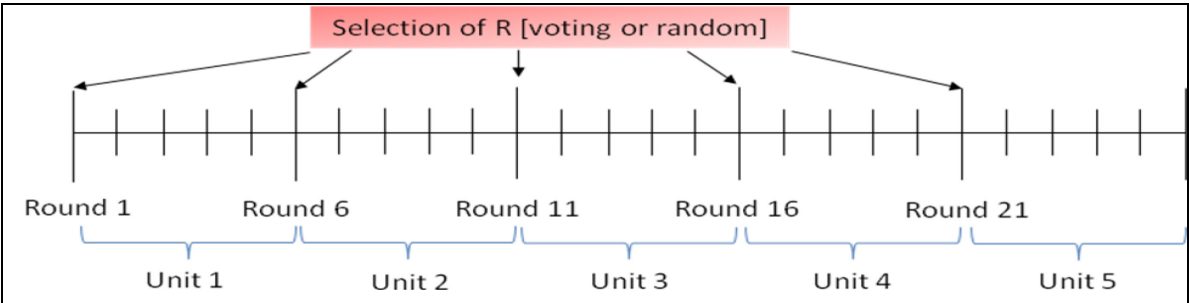 Selection of R [voting or random]
Round 1 Round 6 Round 11 Round 16 Round 21
Unit 1 Unit 2 Unit 3 Unit 4 Unit 5